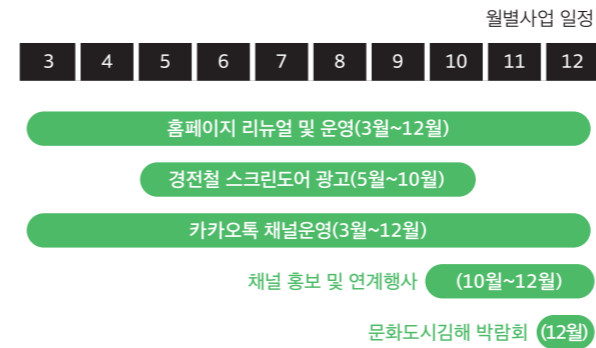 월별사업 일정
3 4 5 6 7 8 9 10 11 12
홈페이지 리뉴얼 및 운영(3월~12월)
경전철 스크린도어 광고(5월~10월)
카카오톡 채널운영(3월~12월)
채널 홍보 및 연계행사 (10월~12월)
문화도시김해 박람회 (12월)